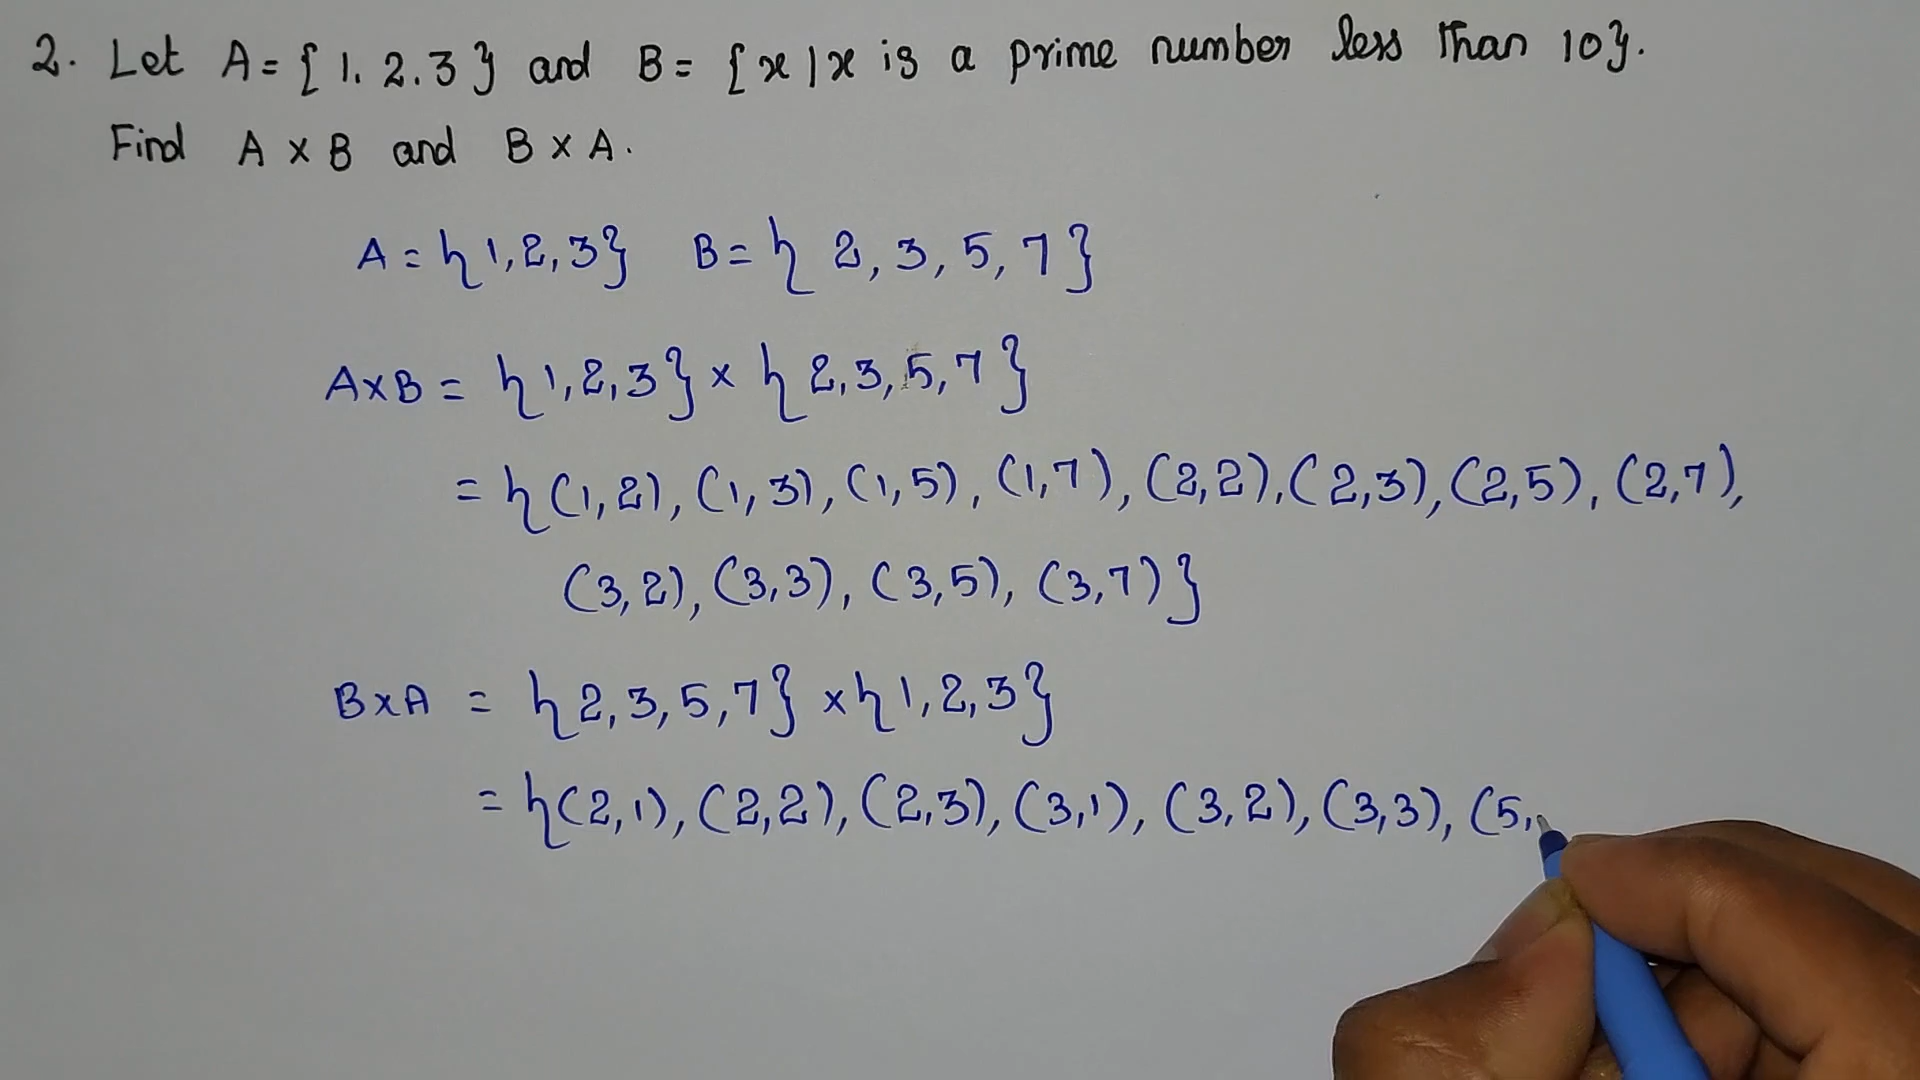 2. Let A = { 1. 2. 3 } and B = { x | x is a prime number less than 10}.
Find A × B and B × A.
A = { 1, 2, 3 } B = { 2, 3, 5, 7 }
A×B = { 1, 2, 3 } × { 2, 3, 5, 7 }
= { (1, 2), (1, 3), (1, 5), (1, 7), (2, 2), (2, 3), (2, 5), (2, 7),
(3, 2), (3, 3), (3, 5), (3, 7) }
B×A = { 2, 3, 5, 7 } × { 1, 2, 3 }
= { (2, 1), (2, 2), (2, 3), (3, 1), (3, 2), (3, 3), (5,